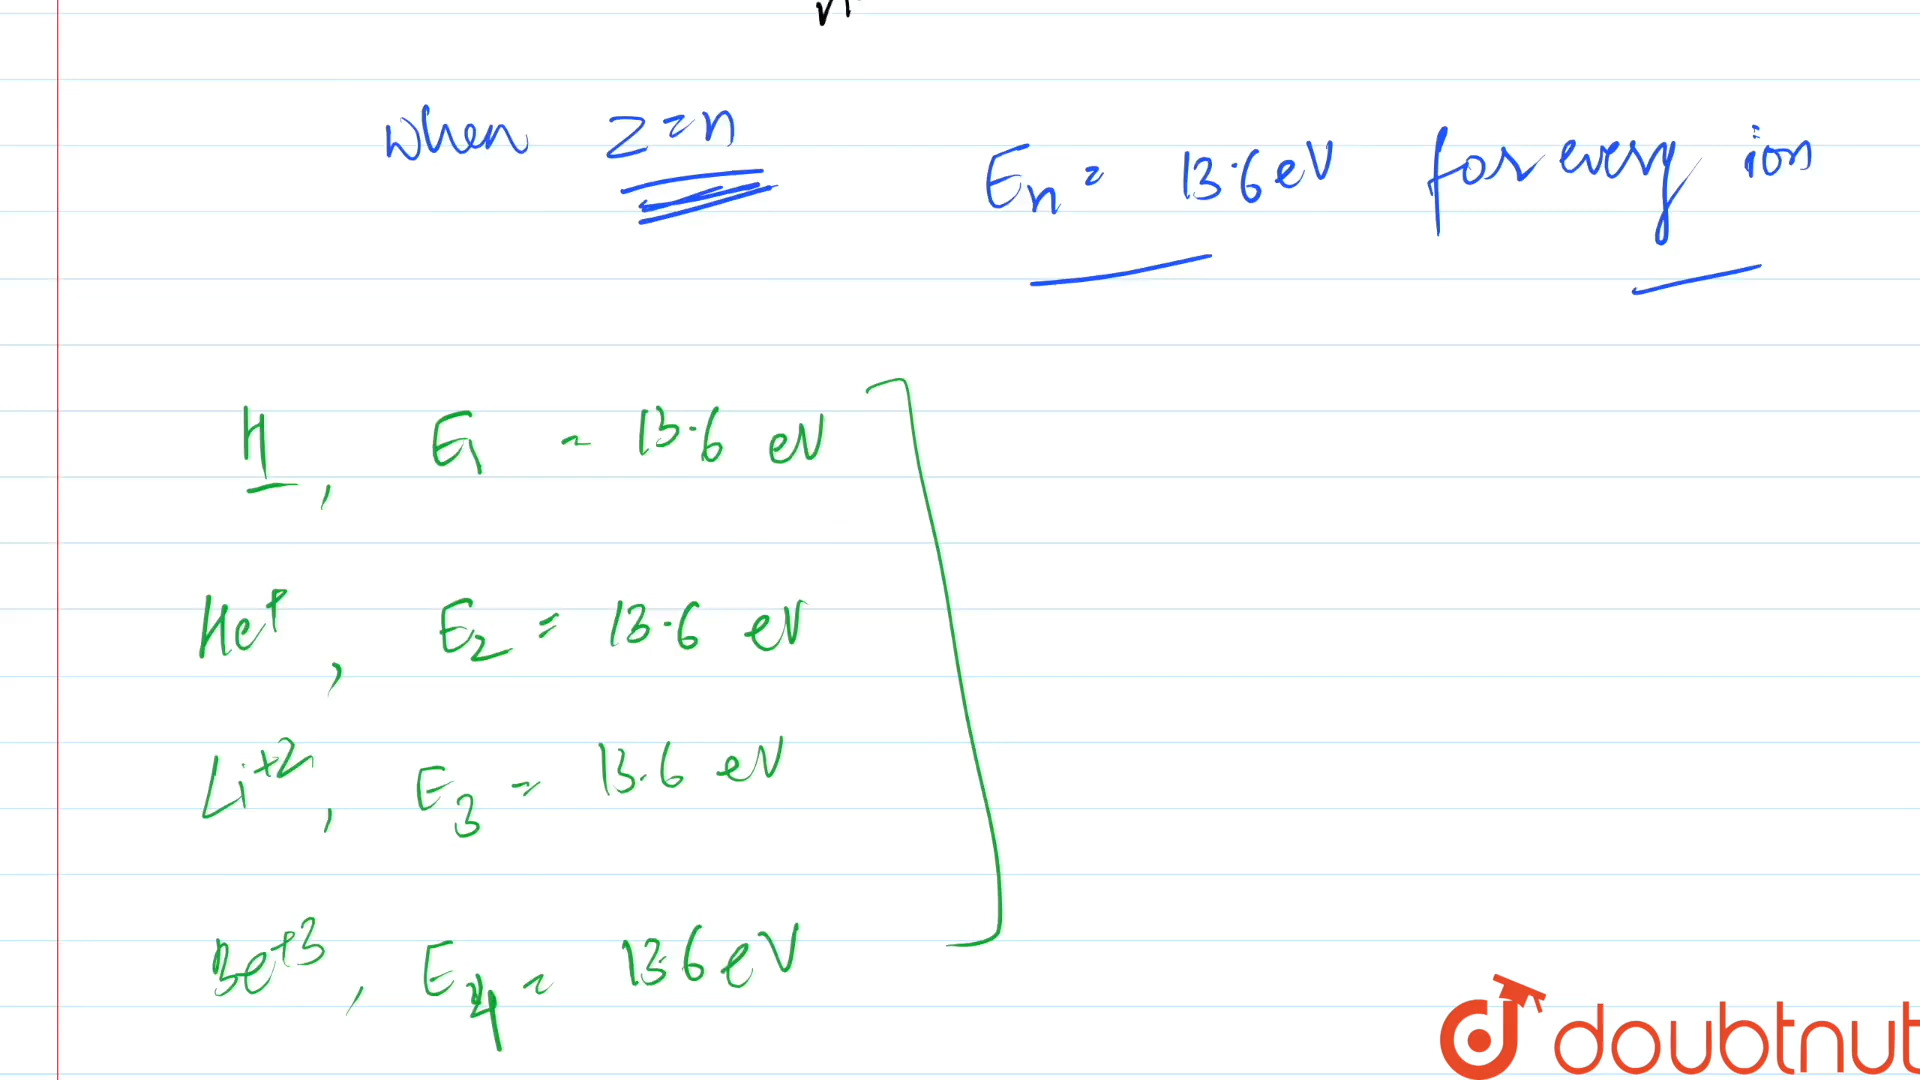 when z=n
En = 13.6 eV for every ion
H, E1 = 13.6 eV
He+, E2 = 13.6 eV
Li+2, E3 = 13.6 eV
Be+3, E4 = 13.6 eV
doubtnut